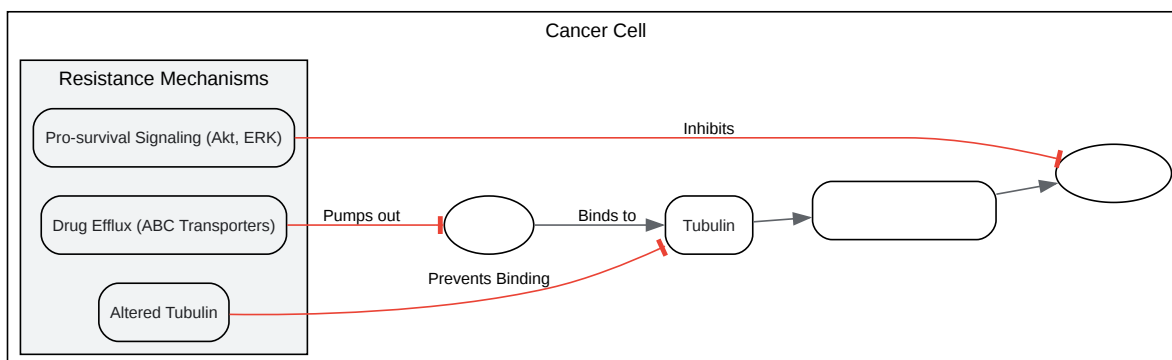 Cancer Cell
Resistance Mechanisms
Pro-survival Signaling (Akt, ERK)
Inhibits
Drug Efflux (ABC Transporters)
Pumps out
Binds to
Tubulin
Prevents Binding
Altered Tubulin